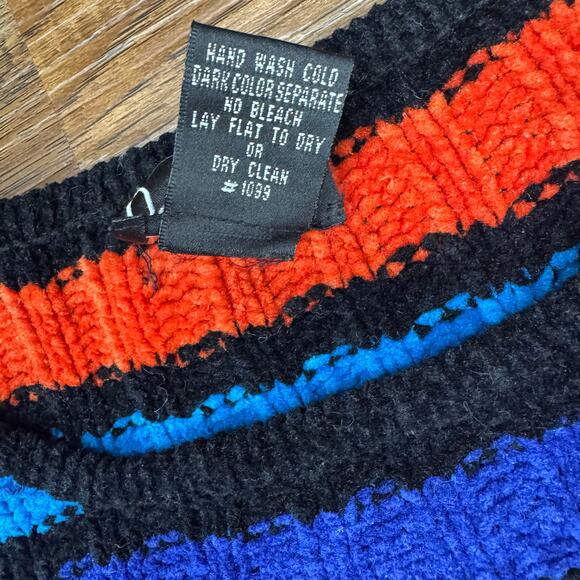 HAND WASH COLD
DARK COLOR SEPARATE
NO BLEACH
LAY FLAT TO DRY
OR
DRY CLEAN
#1099